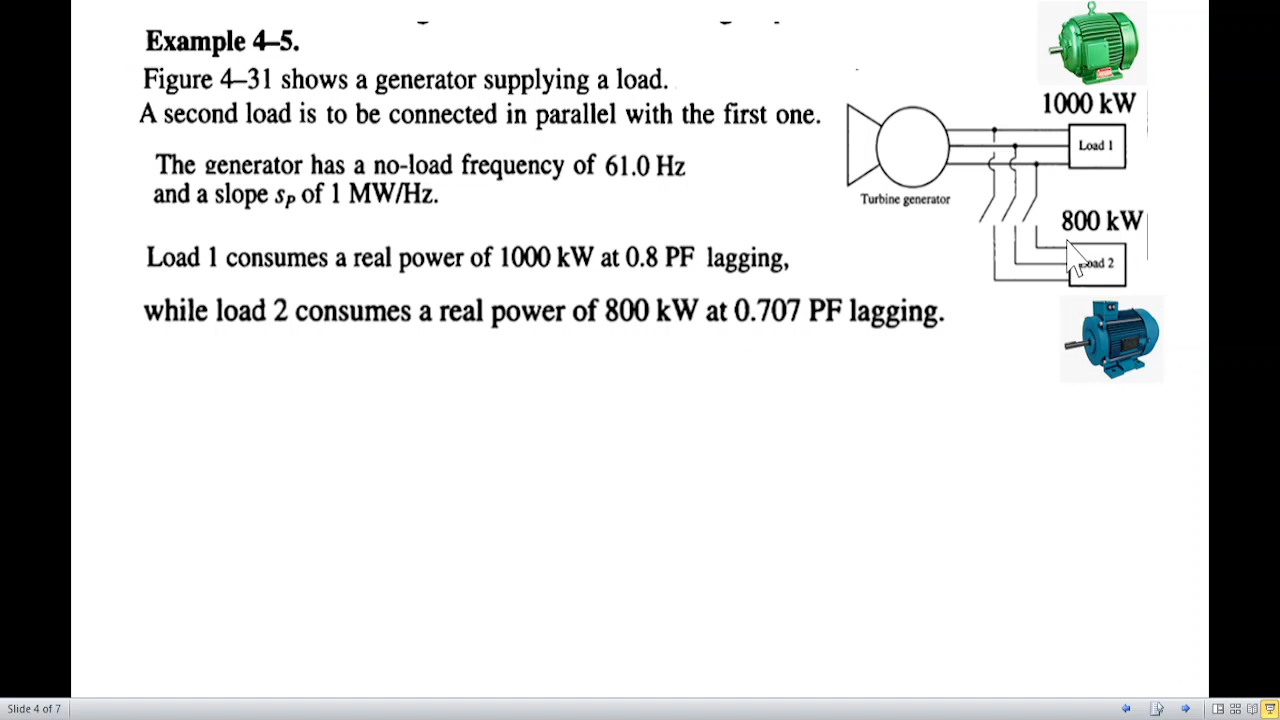 Example 4–5.
Figure 4–31 shows a generator supplying a load.
A second load is to be connected in parallel with the first one.
The generator has a no-load frequency of 61.0 Hz
and a slope sP of 1 MW/Hz.
Load 1 consumes a real power of 1000 kW at 0.8 PF lagging,
while load 2 consumes a real power of 800 kW at 0.707 PF lagging.
1000 kW
Load 1
Turbine generator
800 kW
oad 2
Slide 4 of 7